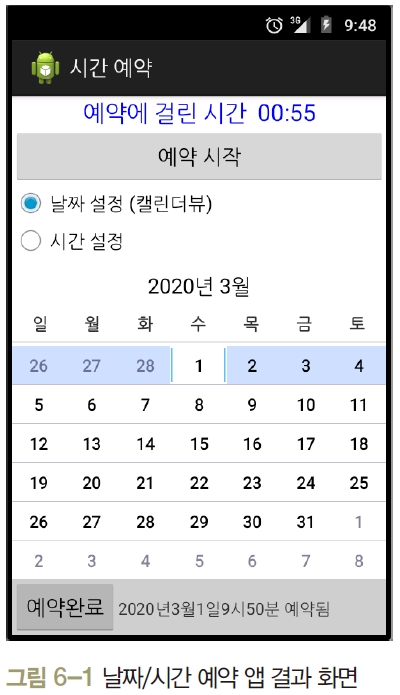 3G 9:48
시간 예약
예약에 걸린 시간 00:55
예약 시작
날짜 설정 (캘린더뷰)
시간 설정
2020년 3월
일 월 화 수 목 금 토
26 27 28 1 2 3 4
5 6 7 8 9 10 11
12 13 14 15 16 17 18
19 20 21 22 23 24 25
26 27 28 29 30 31 1
2 3 4 5 6 7 8
예약완료 2020년3월1일9시50분 예약됨
그림 6-1 날짜/시간 예약 앱 결과 화면